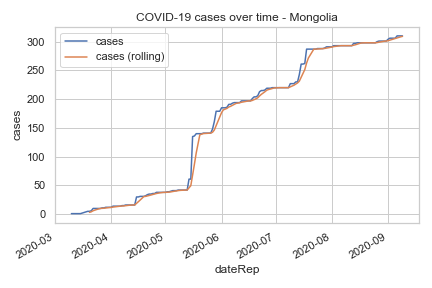 COVID-19 cases over time - Mongolia
cases
cases (rolling)
300
250
200
150
100
50
0
cases
2020-03
2020-04
2020-05
2020-06
2020-07
2020-08
2020-09
dateRep